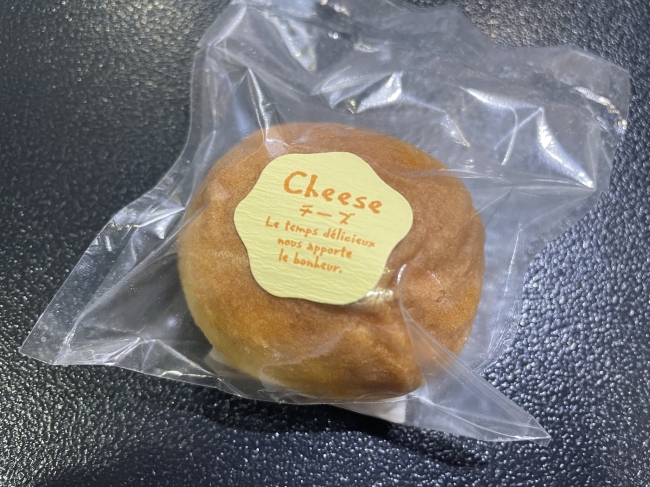 Cheese
チーズ
Le temps délicieux
nous apporte
le bonheur.